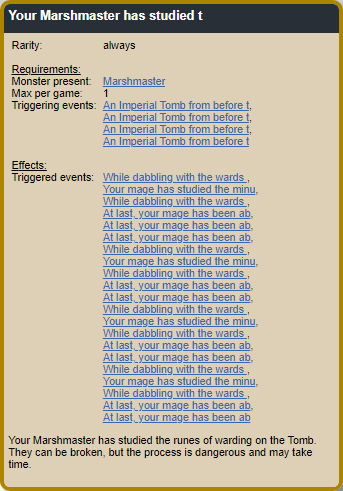 Your Marshmaster has studied t
Rarity: always
Requirements:
Monster present: Marshmaster
Max per game: 1
Triggering events: An Imperial Tomb from before t,
An Imperial Tomb from before t,
An Imperial Tomb from before t,
An Imperial Tomb from before t
Effects:
Triggered events: While dabbling with the wards ,
Your mage has studied the minu,
While dabbling with the wards ,
At last, your mage has been ab,
At last, your mage has been ab,
At last, your mage has been ab,
While dabbling with the wards ,
Your mage has studied the minu,
While dabbling with the wards ,
At last, your mage has been ab,
At last, your mage has been ab,
While dabbling with the wards ,
Your mage has studied the minu,
While dabbling with the wards ,
At last, your mage has been ab,
At last, your mage has been ab,
While dabbling with the wards ,
Your mage has studied the minu,
While dabbling with the wards ,
At last, your mage has been ab,
At last, your mage has been ab
Your Marshmaster has studied the runes of warding on the Tomb.
They can be broken, but the process is dangerous and may take
time.